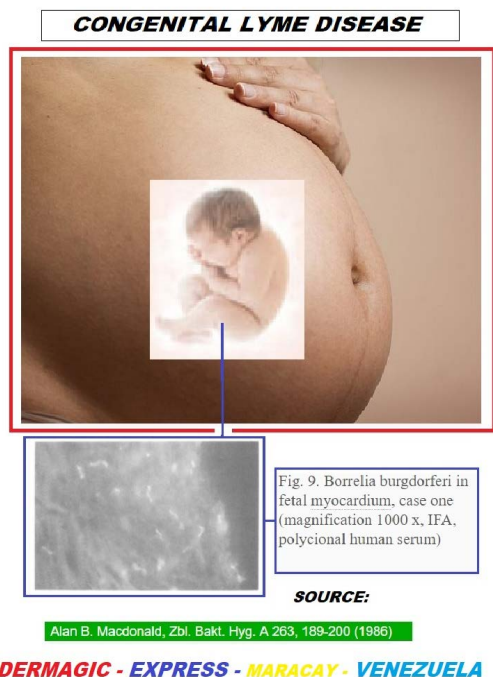 CONGENITAL LYME DISEASE
Fig. 9. Borrelia burgdorferi in
fetal myocardium, case one
(magnification 1000 x, IFA,
polycional human serum)
SOURCE:
Alan B. Macdonald, Zbl. Bakt. Hyg. A 263, 189-200 (1986)
DERMAGIC - EXPRESS - MARACAY - VENEZUELA